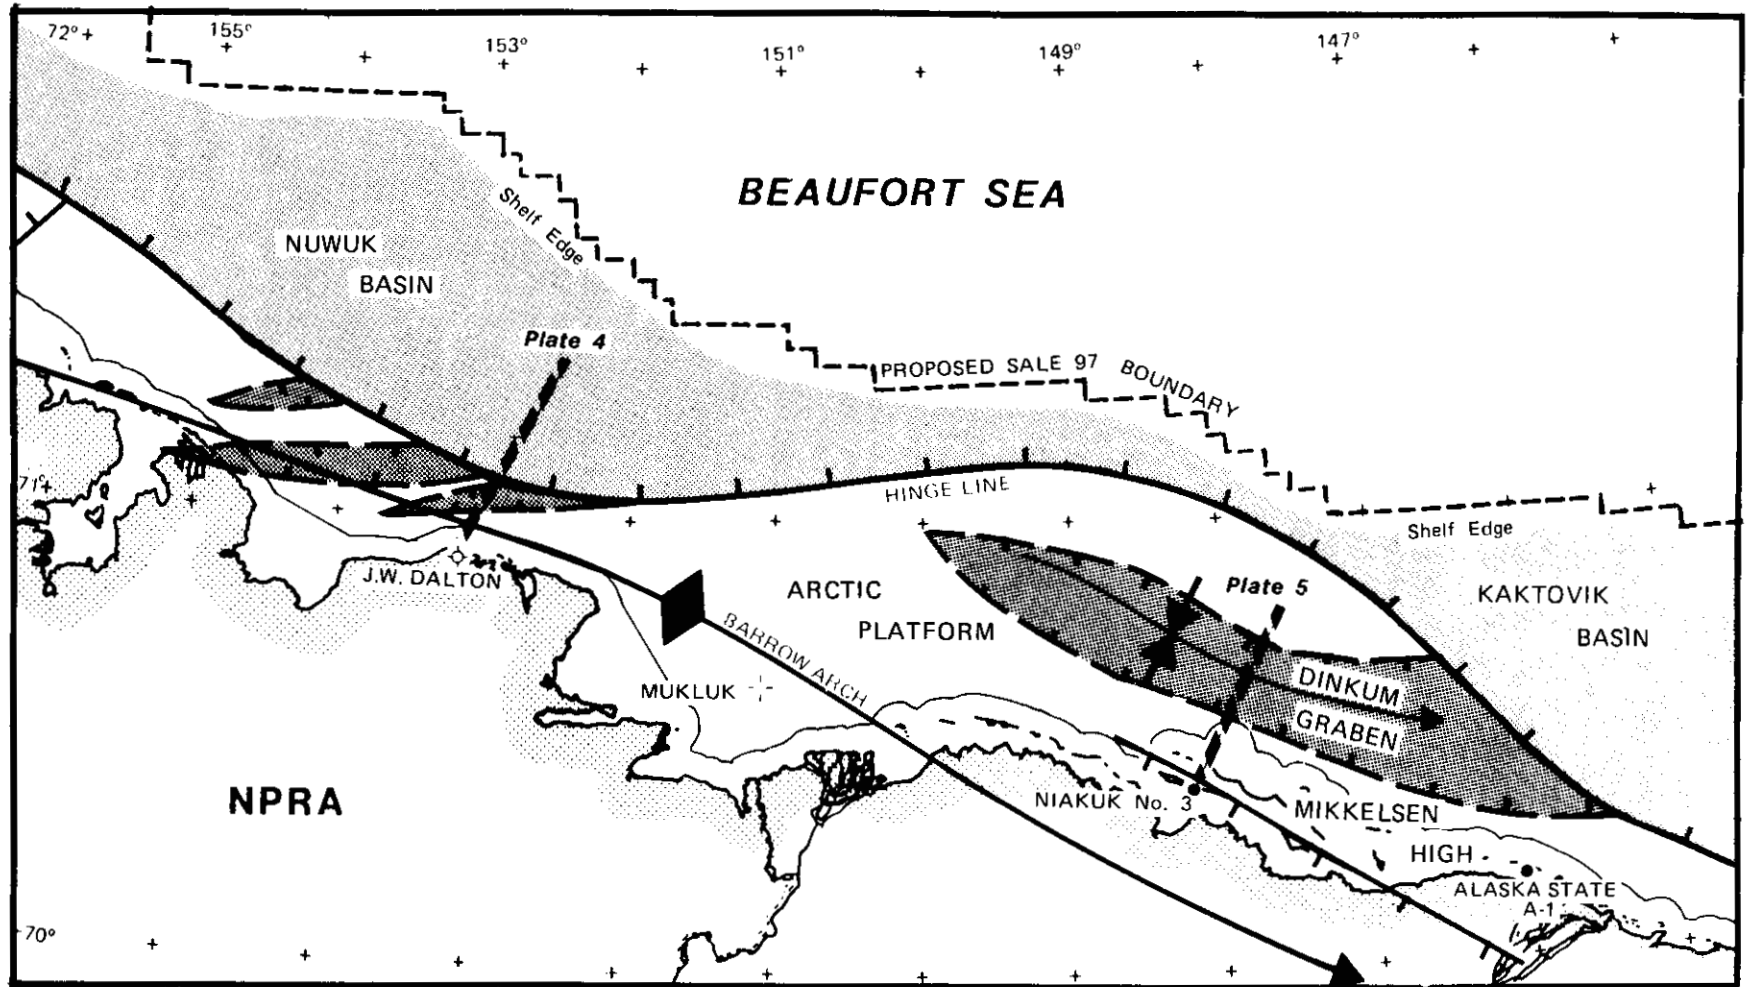 72°
155°
153°
151°
149°
147°
BEAUFORT SEA
Shelf Edge
NUWUK
BASIN
Plate 4
PROPOSED SALE 97 BOUNDARY
71°
HINGE LINE
Shelf Edge
J.W. DALTON
ARCTIC
PLATFORM
Plate 5
KAKTOVIK
BASIN
BARROW ARCH
MUKLUK
DINKUM
GRABEN
NPRA
NIAKUK No. 3
MIKKELSEN
HIGH
ALASKA STATE
A-1
70°